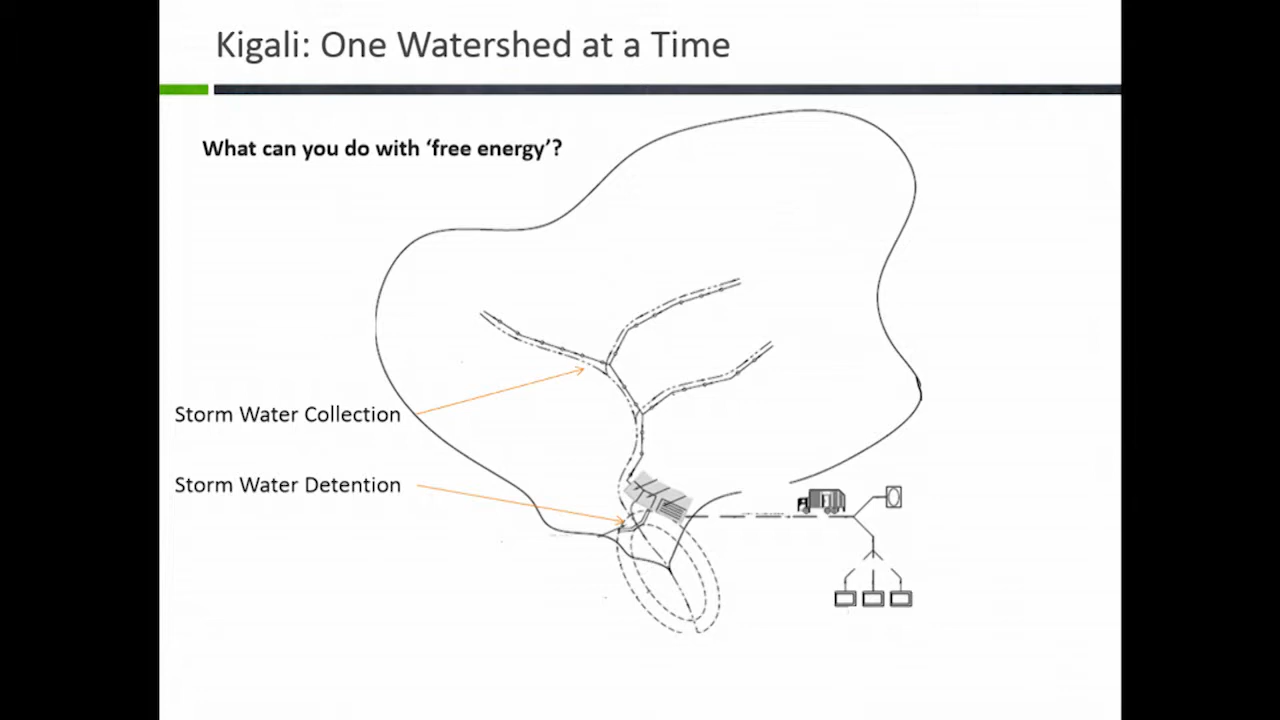 Kigali: One Watershed at a Time
What can you do with ‘free energy’?
Storm Water Collection
Storm Water Detention